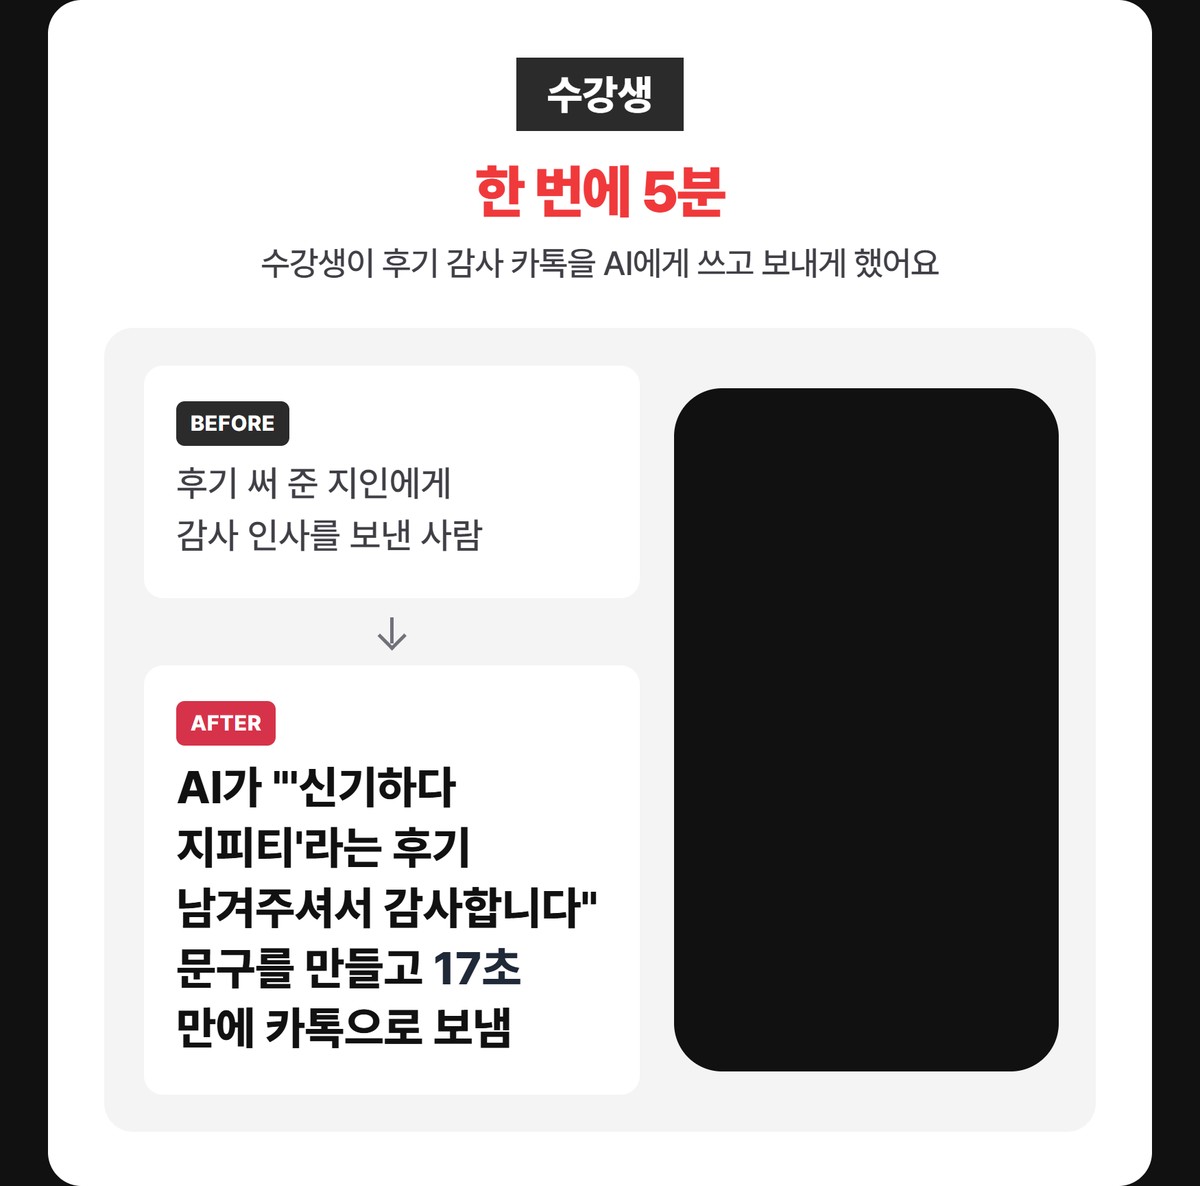 수강생
한 번에 5분
수강생이 후기 감사 카톡을 AI에게 쓰고 보내게 했어요
BEFORE
후기 써 준 지인에게
감사 인사를 보낸 사람
↓
AFTER
AI가 "'신기하다
지피티'라는 후기
남겨주셔서 감사합니다"
문구를 만들고 17초
만에 카톡으로 보냄